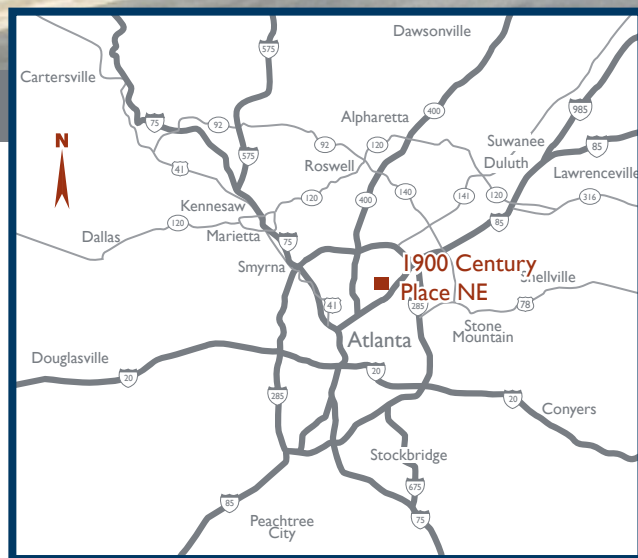 575
Dawsonville
Cartersville
400
985
75
92
Alpharetta
N
92
120
Suwanee
85
575
Roswell
Duluth
41
Lawrenceville
120
400
140
141
120
316
Kennesaw
120
Marietta
75
85
Dallas
Smyrna
1900 Century
Place NE
Snellville
41
285
78
Stone
Mountain
Atlanta
Douglasville
20
20
285
20
Conyers
Stockbridge
675
85
75
Peachtree
City